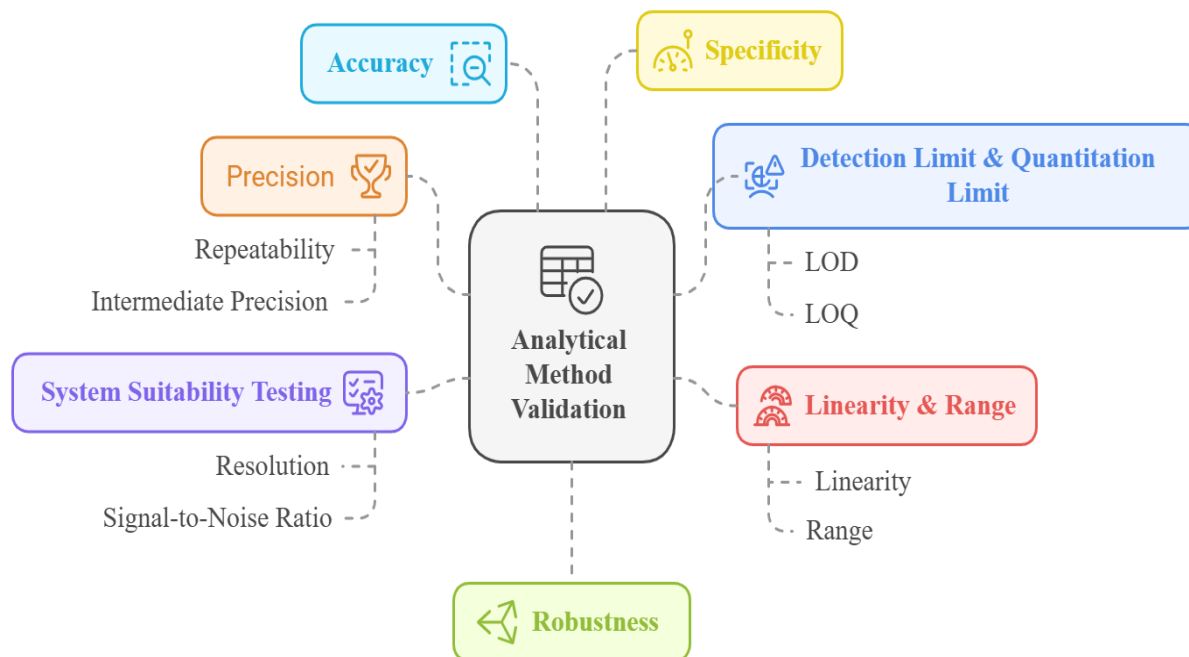 Accuracy
Specificity
Precision
Repeatability
Intermediate Precision
Detection Limit & Quantitation
Limit
LOD
LOQ
Analytical
Method
Validation
System Suitability Testing
Resolution
Signal-to-Noise Ratio
Linearity & Range
Linearity
Range
Robustness